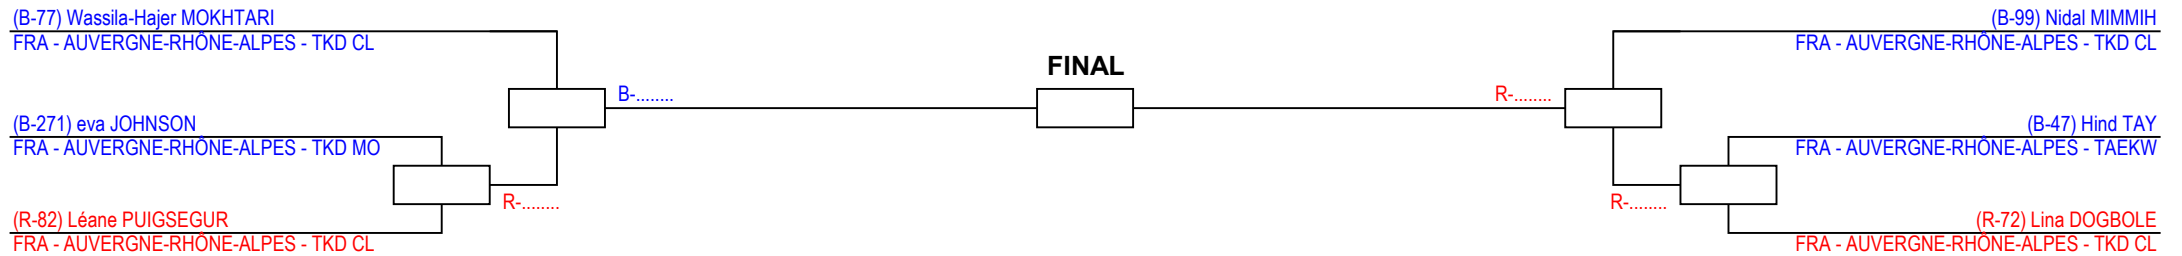 (B-77) Wassila-Hajer MOKHTARI
FRA - AUVERGNE-RHÔNE-ALPES - TKD CL
(B-271) eva JOHNSON
FRA - AUVERGNE-RHÔNE-ALPES - TKD MO
(R-82) Léane PUIGSEGUR
FRA - AUVERGNE-RHÔNE-ALPES - TKD CL
R-........
B-........
FINAL
R-........
R-........
(B-99) Nidal MIMMIH
FRA - AUVERGNE-RHÔNE-ALPES - TKD CL
(B-47) Hind TAY
FRA - AUVERGNE-RHÔNE-ALPES - TAEKW
(R-72) Lina DOGBOLE
FRA - AUVERGNE-RHÔNE-ALPES - TKD CL